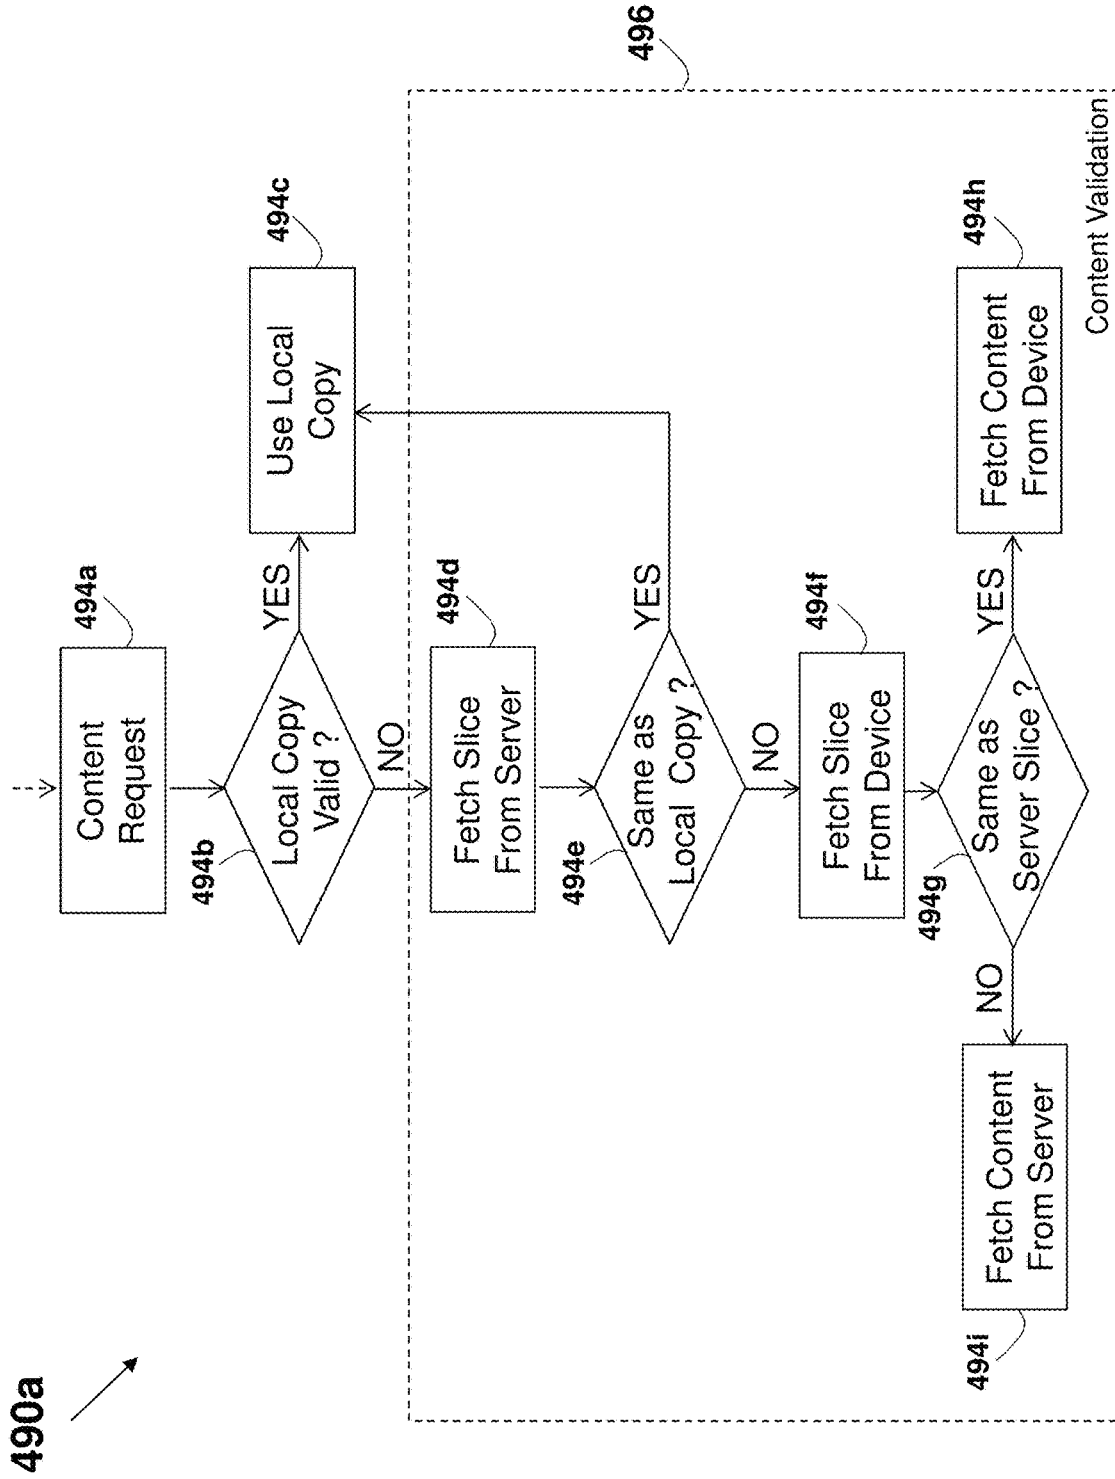 490a
494a
Content
Request
494b
Local Copy
Valid ?
YES
494c
Use Local
Copy
NO
496
494d
Fetch Slice
From Server
494e
Same as
Local Copy ?
YES
NO
494f
Fetch Slice
From Device
494g
Same as
Server Slice ?
NO
YES
494i
Fetch Content
From Server
494h
Fetch Content
From Device
Content Validation